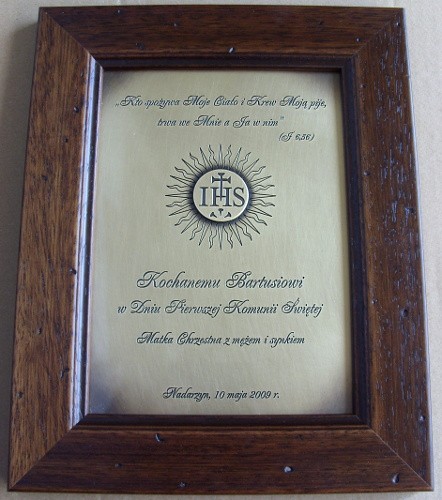 „Kto spożywa Moje Ciało i Krew Moją pije,
trwa we Mnie a Ja w nim"
(J 6,56)
IHS
Kochanemu Bartusiowi
w Dniu Pierwszej Komunii Świętej
Matka Chrzestna z mężem i synkiem
Nadarzyn, 10 maja 2009 r.